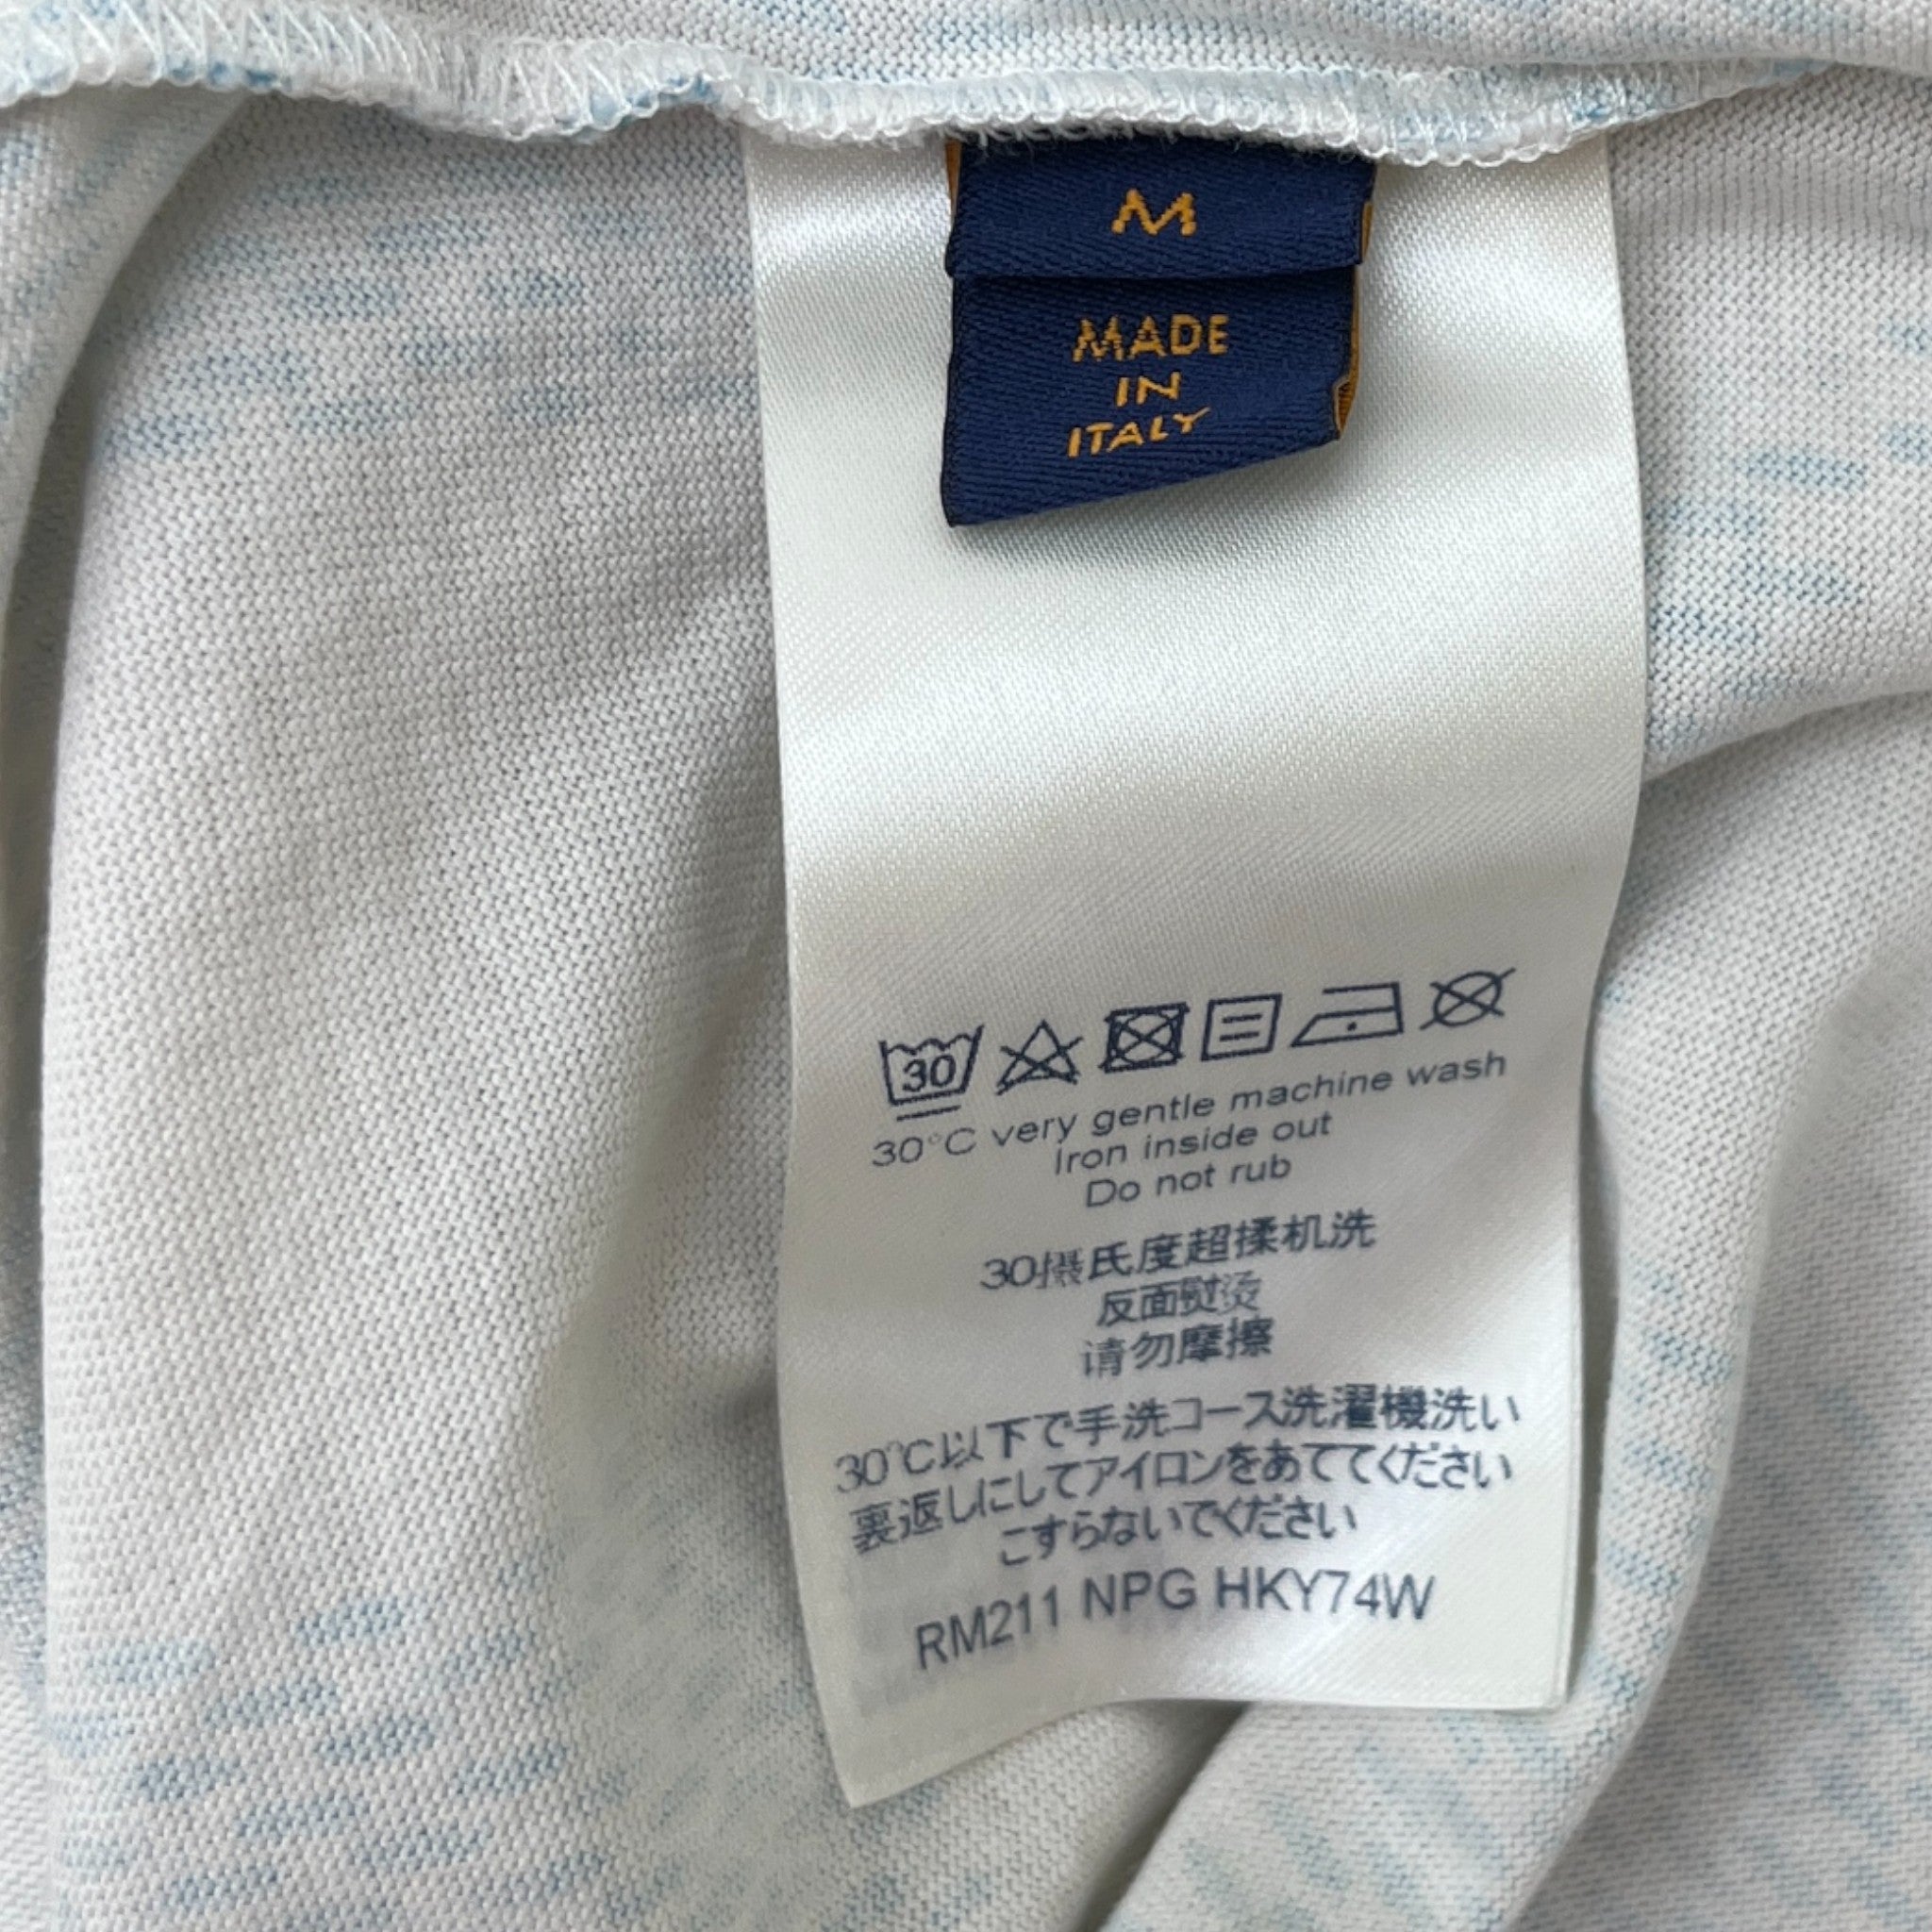 M
MADE
IN
ITALY
30
30°C very gentle machine wash
Iron inside out
Do not rub
30摄氏度超揉机洗
反面熨烫
请勿摩擦
30℃以下で手洗コース洗濯機洗い
裏返しにしてアイロンをあててください
こすらないでください
RM211 NPG HKY74W